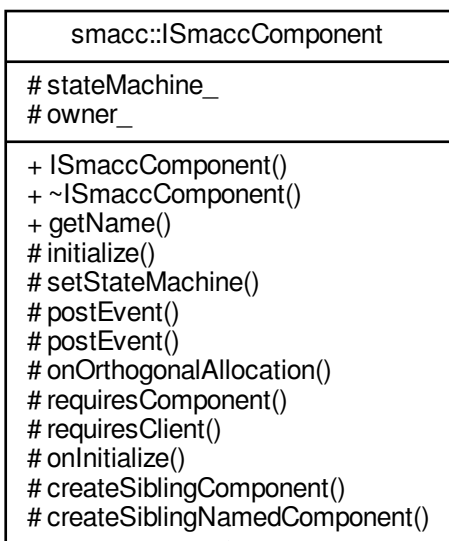 smacc::ISmaccComponent
# stateMachine_
# owner_
+ ISmaccComponent()
+ ~ISmaccComponent()
+ getName()
# initialize()
# setStateMachine()
# postEvent()
# postEvent()
# onOrthogonalAllocation()
# requiresComponent()
# requiresClient()
# onInitialize()
# createSiblingComponent()
# createSiblingNamedComponent()